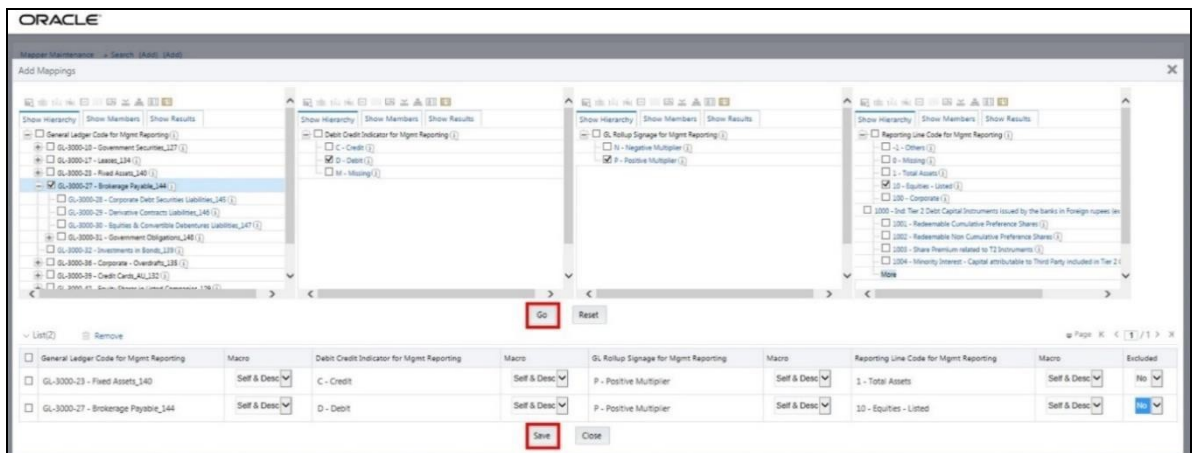 ORACLE
Mapper Maintenance » Search (Add) (Add)
Add Mappings
Show Hierarchy Show Members Show Results
General Ledger Code for Mgmt Reporting
GL-3000-10 - Government Securities_127
GL-3000-17 - Leases_134
GL-3000-23 - Fixed Assets_140
GL-3000-27 - Brokerage Payable_144
GL-3000-28 - Corporate Debt Securities Liabilities_145
GL-3000-29 - Derivative Contracts Liabilities_146
GL-3000-30 - Equities & Convertible Debentures Liabilities_147
GL-3000-31 - Government Obligations_148
GL-3000-32 - Investments in Bonds_139
GL-3000-36 - Corporate - Overdrafts_135
GL-3000-39 - Credit Cards_AU_132
GL-3000-42 - Equity Shares in Listed Companies_129
Show Hierarchy Show Members Show Results
Debit Credit Indicator for Mgmt Reporting
C - Credit
D - Debit
M - Missing
Show Hierarchy Show Members Show Results
GL Rollup Signage for Mgmt Reporting
N - Negative Multiplier
P - Positive Multiplier
Show Hierarchy Show Members Show Results
Reporting Line Code for Mgmt Reporting
-1 - Others
0 - Missing
1 - Total Assets
10 - Equities - Listed
100 - Corporate
1000 - Ind: Tier 2 Debt Capital Instruments issued by the banks in Foreign rupees
1001 - Redeemable Cumulative Preference Shares
1002 - Redeemable Non Cumulative Preference Shares
1003 - Share Premium related to T2 Instruments
1004 - Minority Interest - Capital attributable to Third Party included in Tier 2
More
Go Reset
List(2) Remove Page 1 / 1
General Ledger Code for Mgmt Reporting Macro Debit Credit Indicator for Mgmt Reporting Macro GL Rollup Signage for Mgmt Reporting Macro Reporting Line Code for Mgmt Reporting Macro Excluded
GL-3000-23 - Fixed Assets_140 Self & Desc C - Credit Self & Desc P - Positive Multiplier Self & Desc 1 - Total Assets Self & Desc No
GL-3000-27 - Brokerage Payable_144 Self & Desc D - Debit Self & Desc P - Positive Multiplier Self & Desc 10 - Equities - Listed Self & Desc No
Save Close